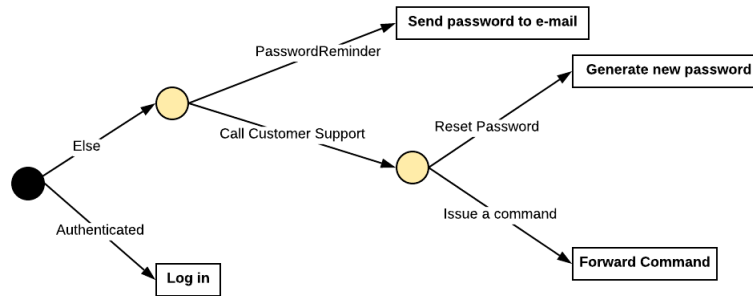 Send password to e-mail
PasswordReminder
Generate new password
Call Customer Support
Reset Password
Else
Issue a command
Authenticated
Forward Command
Log in